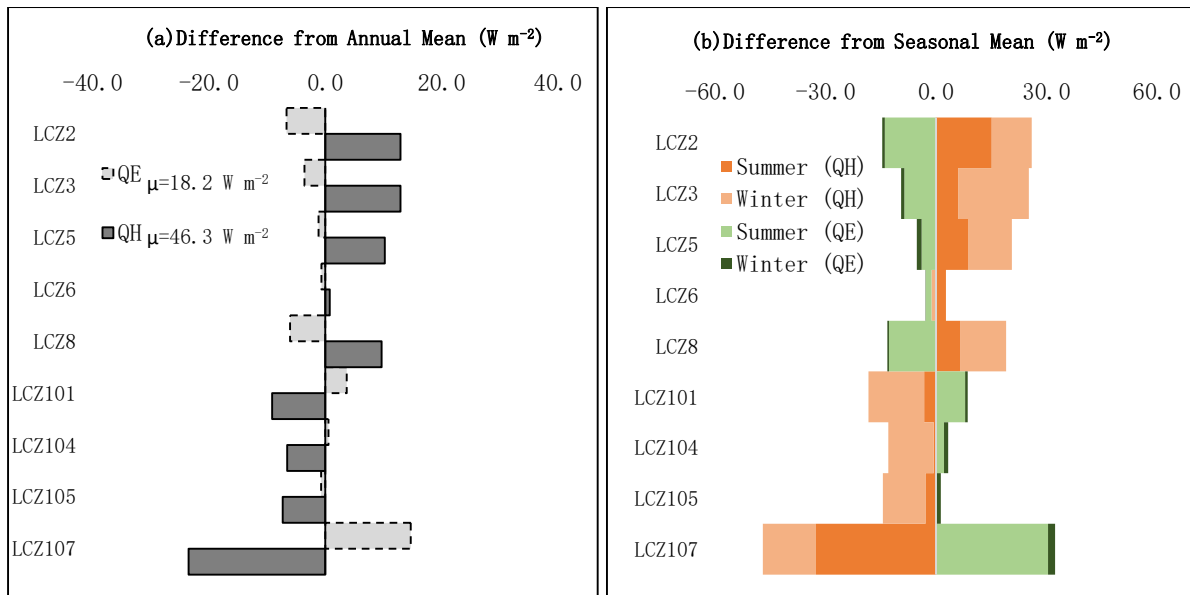 (a)Difference from Annual Mean (W m⁻²)
-40.0 -20.0 0.0 20.0 40.0
LCZ2
LCZ3
LCZ5
LCZ6
LCZ8
LCZ101
LCZ104
LCZ105
LCZ107
QE μ=18.2 W m⁻²
QH μ=46.3 W m⁻²
(b)Difference from Seasonal Mean (W m⁻²)
-60.0 -30.0 0.0 30.0 60.0
LCZ2
LCZ3
LCZ5
LCZ6
LCZ8
LCZ101
LCZ104
LCZ105
LCZ107
Summer (QH)
Winter (QH)
Summer (QE)
Winter (QE)